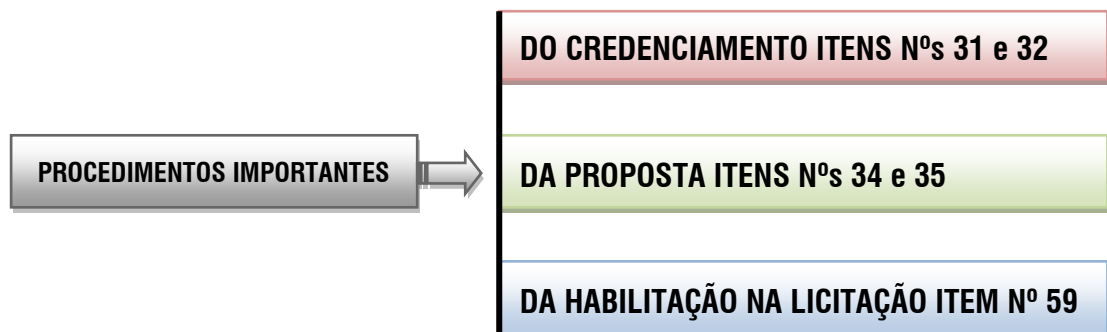 PROCEDIMENTOS IMPORTANTES
DO CREDENCIAMENTO ITENS Nºs 31 e 32
DA PROPOSTA ITENS Nºs 34 e 35
DA HABILITAÇÃO NA LICITAÇÃO ITEM Nº 59